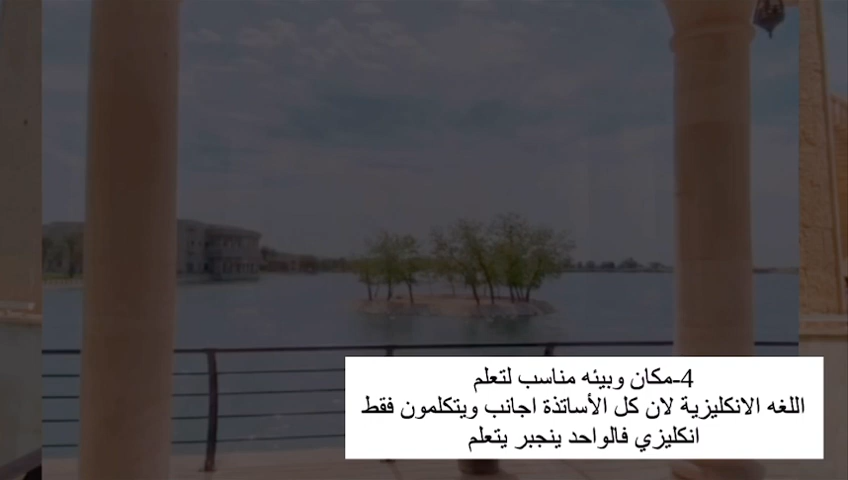 4-مكان وبيئه مناسب لتعلم
اللغه الانكليزية لان كل الأساتذة اجانب ويتكلمون فقط
انكليزي فالواحد ينجبر يتعلم